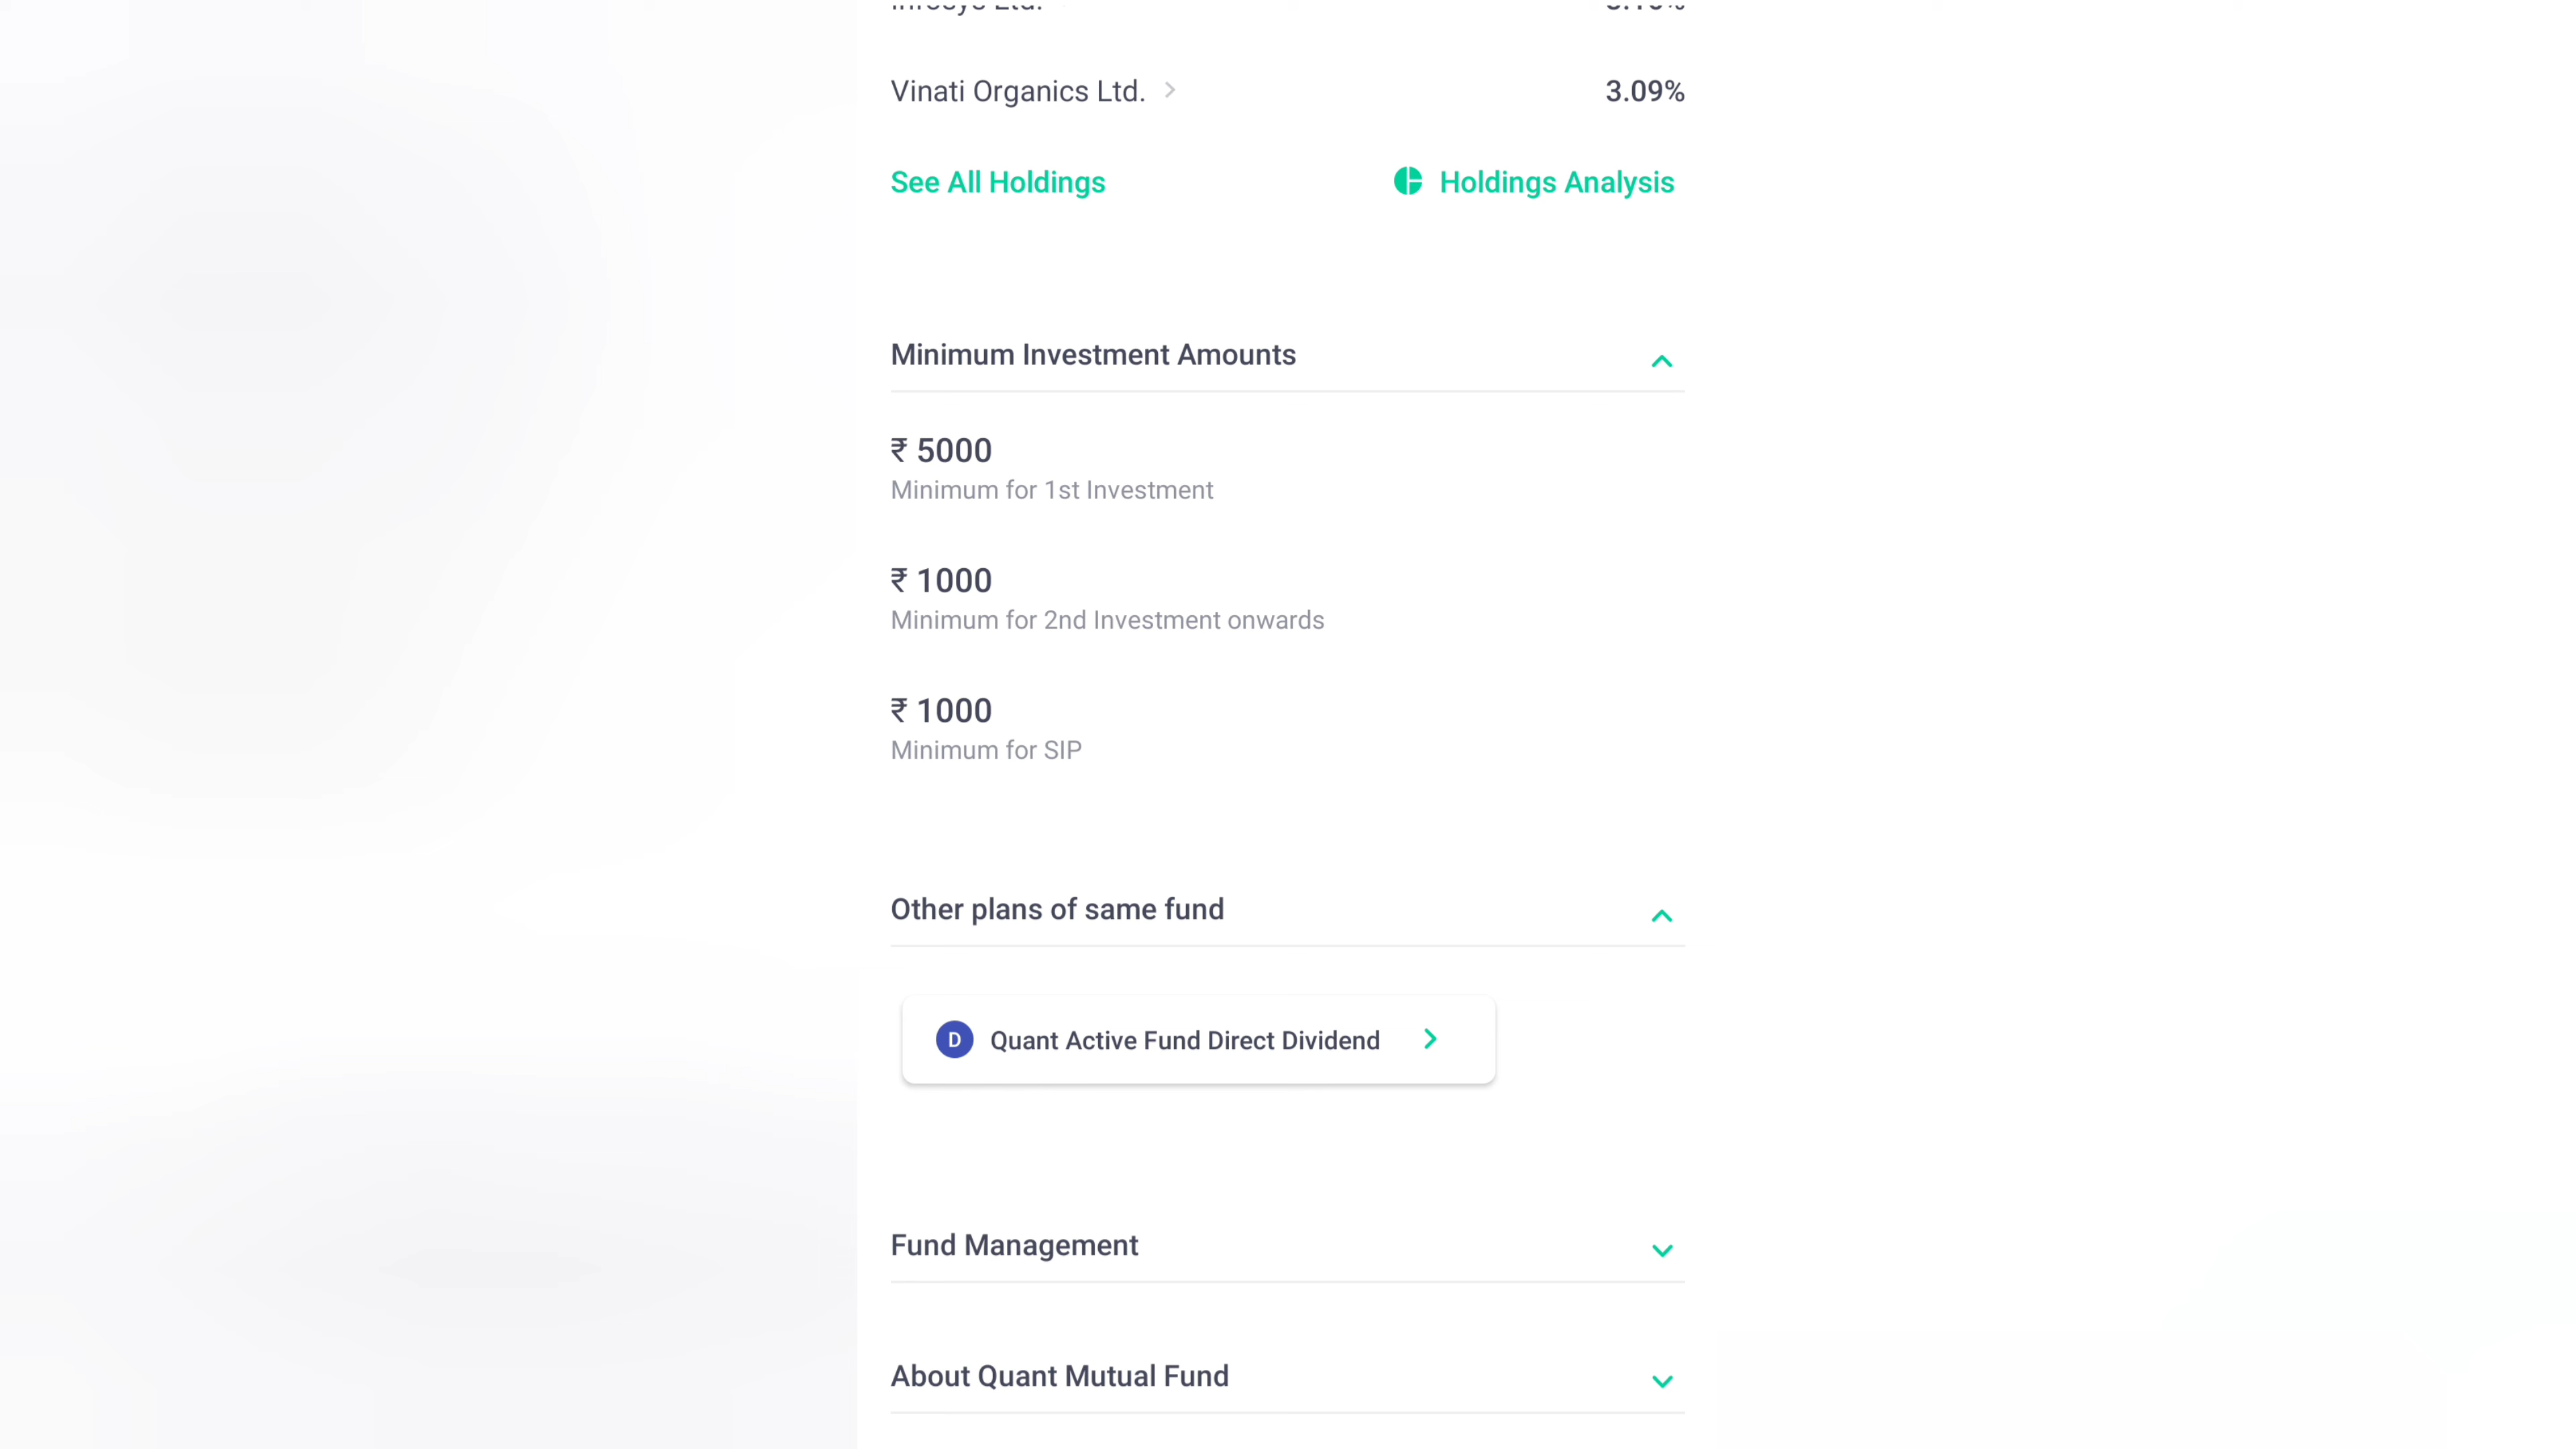 Infosys Ltd.
Vinati Organics Ltd. 3.09%
See All Holdings Holdings Analysis
Minimum Investment Amounts
₹ 5000
Minimum for 1st Investment
₹ 1000
Minimum for 2nd Investment onwards
₹ 1000
Minimum for SIP
Other plans of same fund
D Quant Active Fund Direct Dividend
Fund Management
About Quant Mutual Fund